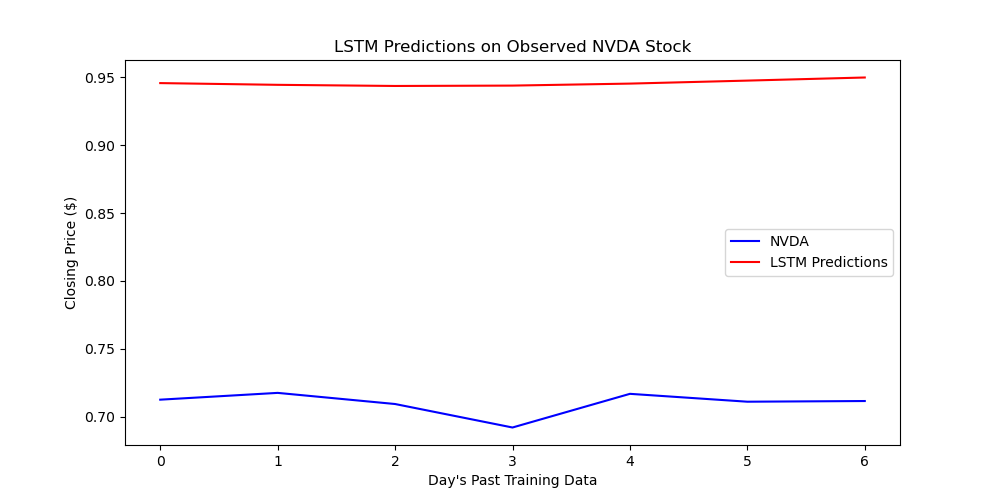 LSTM Predictions on Observed NVDA Stock
Closing Price ($)
0.95
0.90
0.85
0.80
0.75
0.70
NVDA
LSTM Predictions
0 1 2 3 4 5 6
Day's Past Training Data